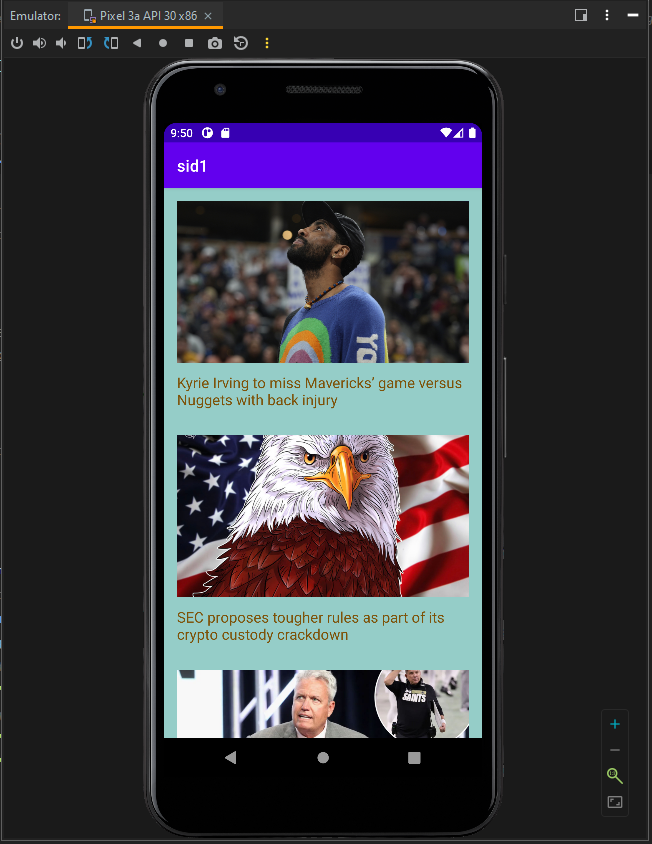 Emulator: Pixel 3a API 30 x86
9:50
sid1
YO
Kyrie Irving to miss Mavericks’ game versus
Nuggets with back injury
SEC proposes tougher rules as part of its
crypto custody crackdown
SAINTS